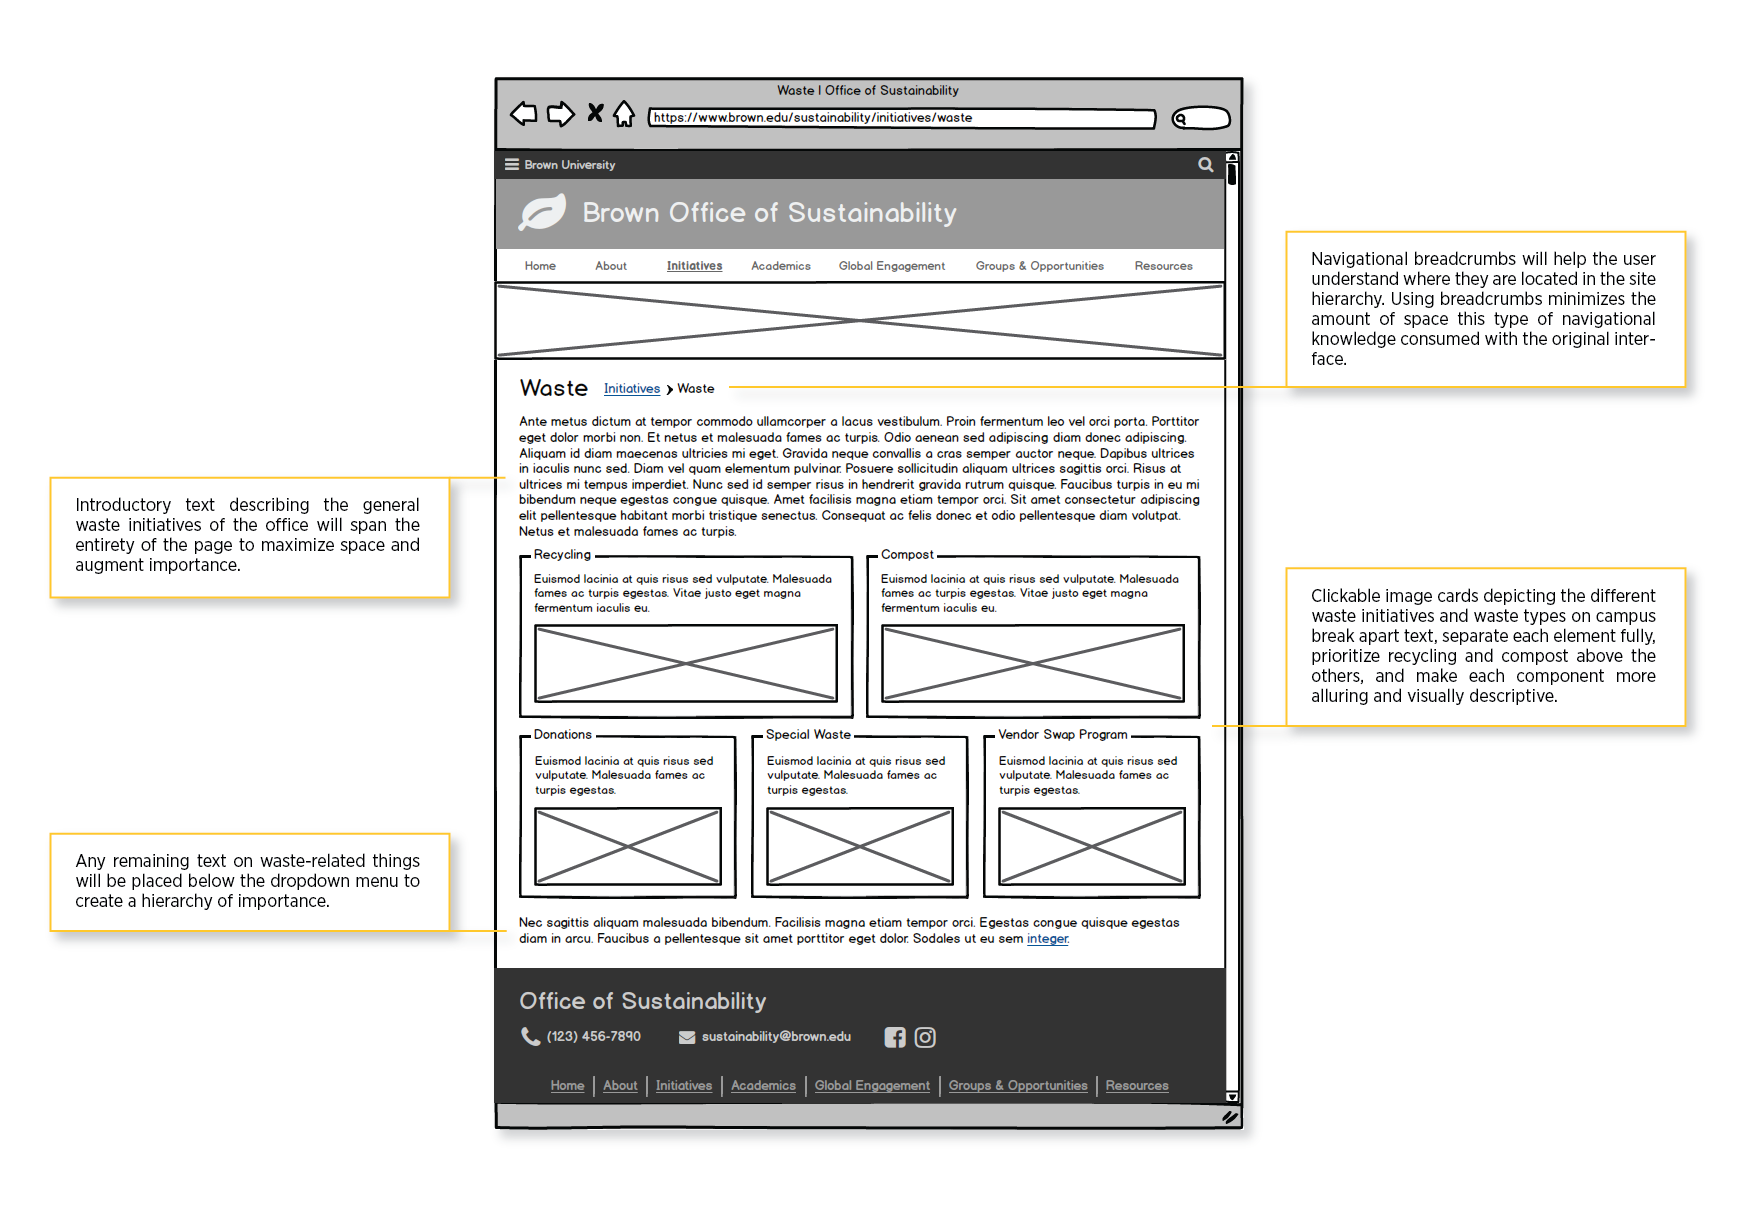 Waste | Office of Sustainability
https://www.brown.edu/sustainability/initiatives/waste
Brown University
Brown Office of Sustainability
Home About Initiatives Academics Global Engagement Groups & Opportunities Resources
Waste Initiatives > Waste
Ante metus dictum at tempor commodo ullamcorper a lacus vestibulum. Proin fermentum leo vel orci porta. Porttitor
eget dolor morbi non. Et netus et malesuada fames ac turpis. Odio aenean sed adipiscing diam donec adipiscing.
Aliquam id diam maecenas ultricies mi eget. Gravida neque convallis a cras semper auctor neque. Dapibus ultrices
in iaculis nunc sed. Diam vel quam elementum pulvinar. Posuere sollicitudin aliquam ultrices sagittis orci. Risus at
ultrices mi tempus imperdiet. Nunc sed id semper risus in hendrerit gravida rutrum quisque. Faucibus turpis in eu mi
bibendum neque egestas congue quisque. Amet facilisis magna etiam tempor orci. Sit amet consectetur adipiscing
elit pellentesque habitant morbi tristique senectus. Consequat ac felis donec et odio pellentesque diam volutpat.
Netus et malesuada fames ac turpis.
Recycling
Euismod lacinia at quis risus sed vulputate. Malesuada
fames ac turpis egestas. Vitae justo eget magna
fermentum iaculis eu.
Compost
Euismod lacinia at quis risus sed vulputate. Malesuada
fames ac turpis egestas. Vitae justo eget magna
fermentum iaculis eu.
Donations
Euismod lacinia at quis risus sed
vulputate. Malesuada fames ac
turpis egestas.
Special Waste
Euismod lacinia at quis risus sed
vulputate. Malesuada fames ac
turpis egestas.
Vendor Swap Program
Euismod lacinia at quis risus sed
vulputate. Malesuada fames ac
turpis egestas.
Nec sagittis aliquam malesuada bibendum. Facilisis magna etiam tempor orci. Egestas congue quisque egestas
diam in arcu. Faucibus a pellentesque sit amet porttitor eget dolor. Sodales ut eu sem integer.
Office of Sustainability
(123) 456-7890 sustainability@brown.edu
Home | About | Initiatives | Academics | Global Engagement | Groups & Opportunities | Resources
Introductory text describing the general
waste initiatives of the office will span the
entirety of the page to maximize space and
augment importance.
Any remaining text on waste-related things
will be placed below the dropdown menu to
create a hierarchy of importance.
Navigational breadcrumbs will help the user
understand where they are located in the site
hierarchy. Using breadcrumbs minimizes the
amount of space this type of navigational
knowledge consumed with the original inter-
face.
Clickable image cards depicting the different
waste initiatives and waste types on campus
break apart text, separate each element fully,
prioritize recycling and compost above the
others, and make each component more
alluring and visually descriptive.